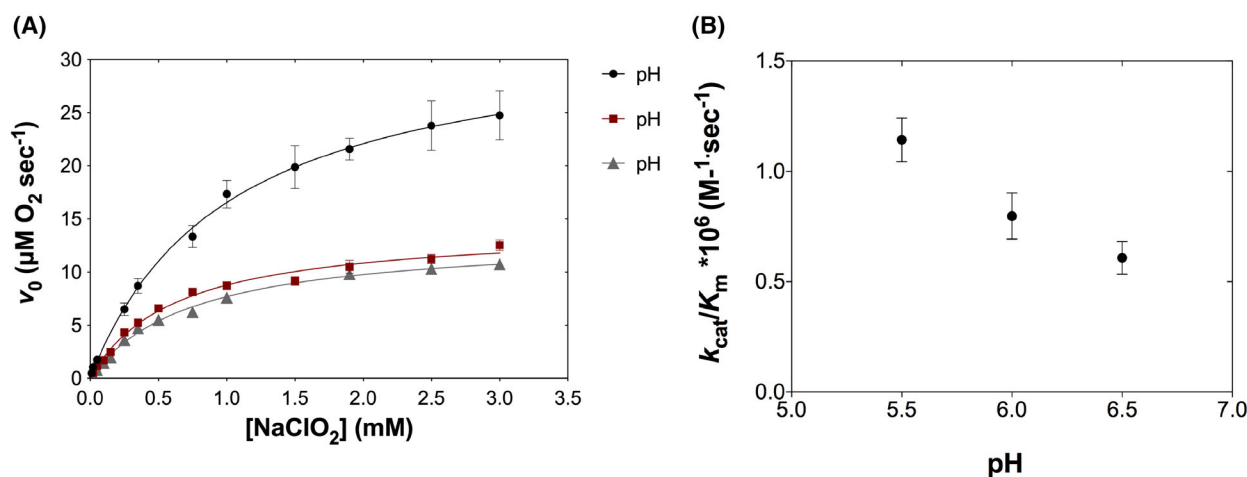 (A)
30
25
20
15
10
5
0
v₀ (μM O₂ sec⁻¹)
0.0 0.5 1.0 1.5 2.0 2.5 3.0 3.5
[NaClO₂] (mM)
pH
pH
pH
(B)
1.5
1.0
0.5
0.0
k_cat/K_m *10⁶ (M-¹·sec⁻¹)
5.0 5.5 6.0 6.5 7.0
pH